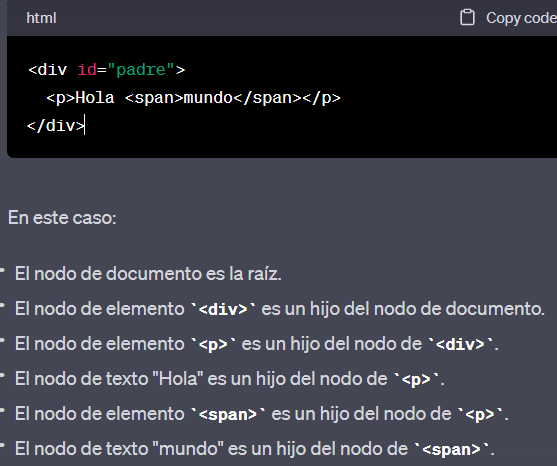 html Copy code
<div id="padre">
<p>Hola <span>mundo</span></p>
</div>
En este caso:
• El nodo de documento es la raíz.
• El nodo de elemento `<div>` es un hijo del nodo de documento.
• El nodo de elemento `<p>` es un hijo del nodo de `<div>`.
• El nodo de texto "Hola" es un hijo del nodo de `<p>`.
• El nodo de elemento `<span>` es un hijo del nodo de `<p>`.
• El nodo de texto "mundo" es un hijo del nodo de `<span>`.